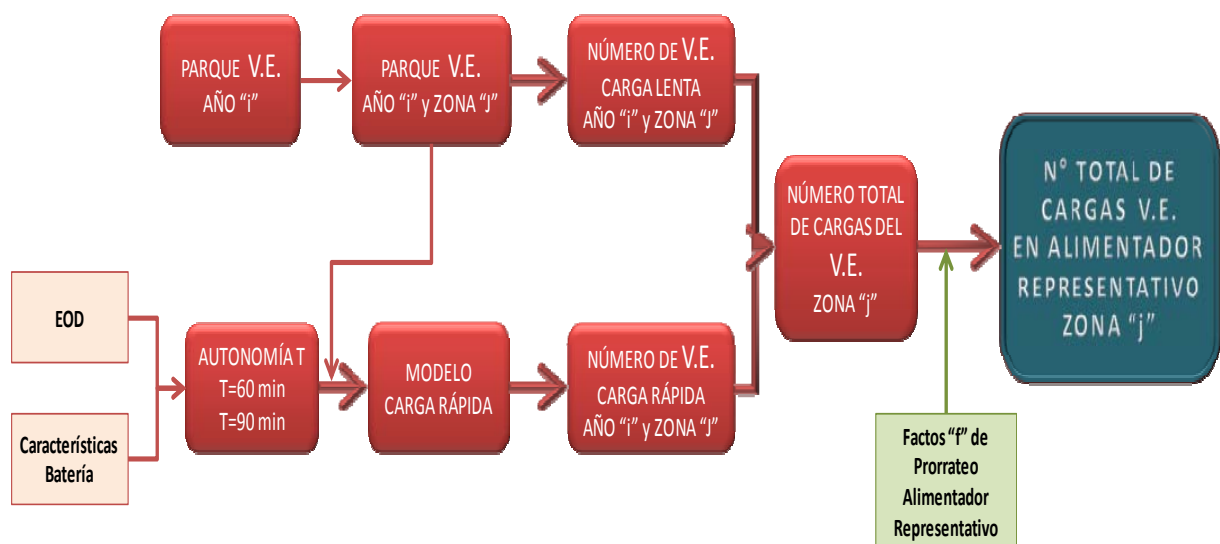 PARQUE V.E.
AÑO “i”
PARQUE V.E.
AÑO “i” y ZONA “J”
NÚMERO DE V.E.
CARGA LENTA
AÑO “i” y ZONA “J”
NÚMERO TOTAL
DE CARGAS DEL
V.E.
ZONA “j”
N° TOTAL DE
CARGAS V.E.
EN ALIMENTADOR
REPRESENTATIVO
ZONA “j”
EOD
Características
Batería
AUTONOMÍA T
T=60 min
T=90 min
MODELO
CARGA RÁPIDA
NÚMERO DE V.E.
CARGA RÁPIDA
AÑO “i” y ZONA “J”
Factos “f” de
Prorrateo
Alimentador
Representativo